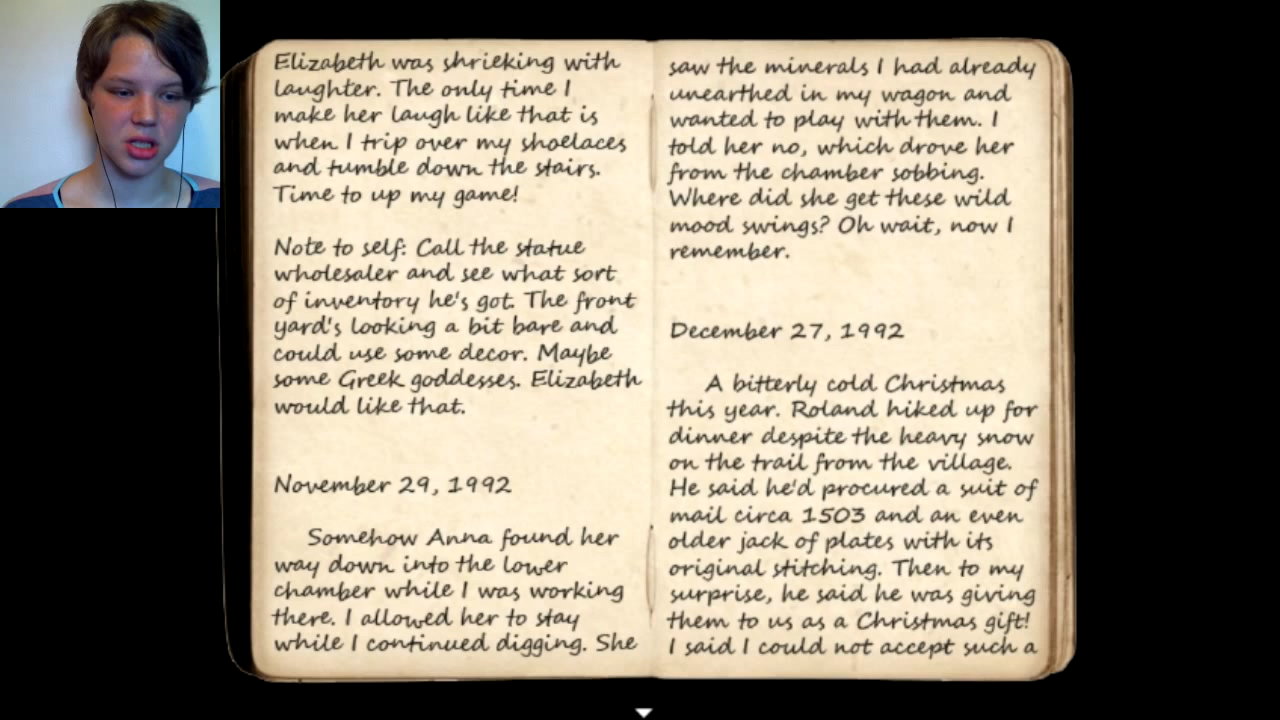 Elizabeth was shrieking with
laughter. The only time I
make her laugh like that is
when I trip over my shoelaces
and tumble down the stairs.
Time to up my game!
Note to self: Call the statue
wholesaler and see what sort
of inventory he's got. The front
yard's looking a bit bare and
could use some decor. Maybe
some Greek goddesses. Elizabeth
would like that.
November 29, 1992
Somehow Anna found her
way down into the lower
chamber while I was working
there. I allowed her to stay
while I continued digging. She
saw the minerals I had already
unearthed in my wagon and
wanted to play with them. I
told her no, which drove her
from the chamber sobbing.
Where did she get these wild
mood swings? Oh wait, now I
remember.
December 27, 1992
A bitterly cold Christmas
this year. Roland hiked up for
dinner despite the heavy snow
on the trail from the village.
He said he'd procured a suit of
mail circa 1503 and an even
older jack of plates with its
original stitching. Then to my
surprise, he said he was giving
them to us as a Christmas gift!
I said I could not accept such a